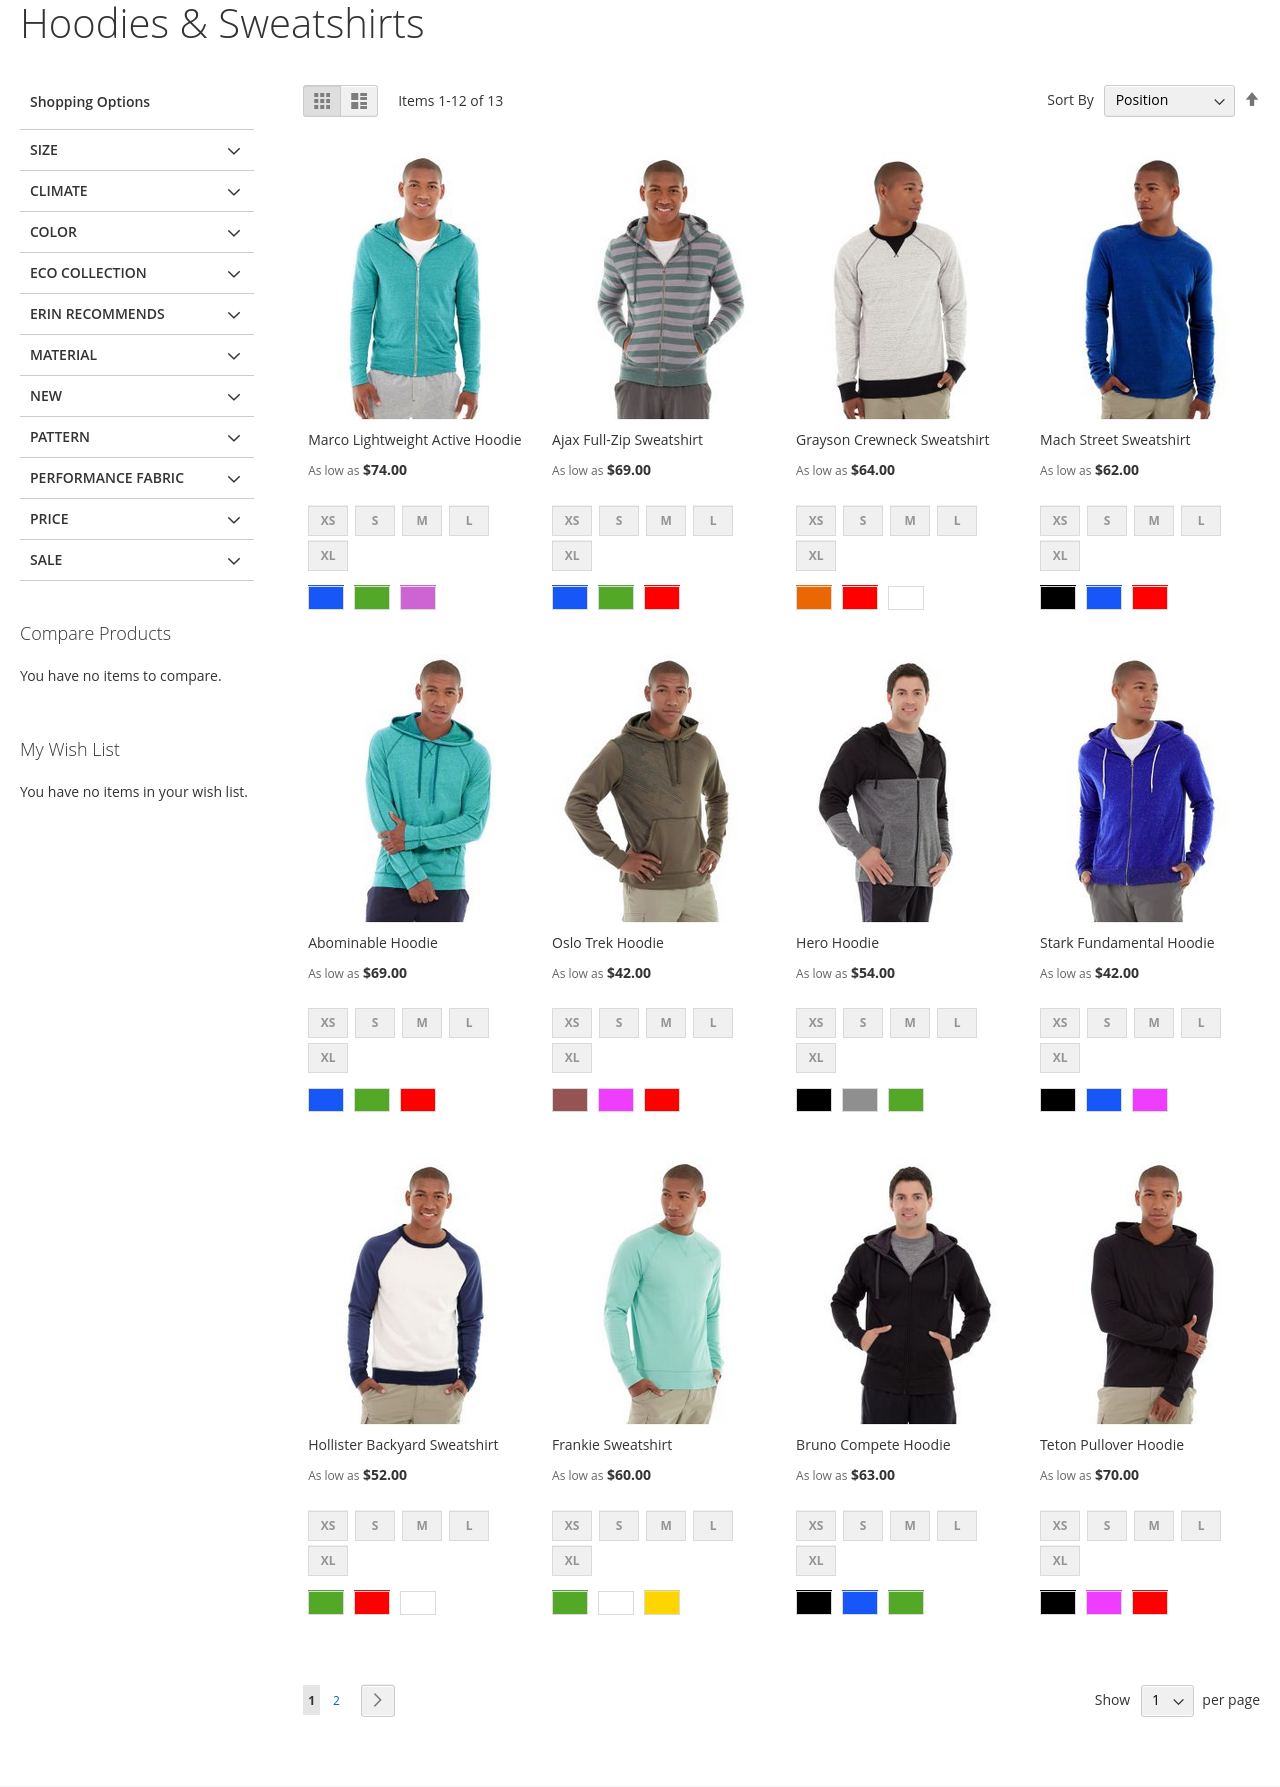 Hoodies & Sweatshirts
Shopping Options
SIZE
CLIMATE
COLOR
ECO COLLECTION
ERIN RECOMMENDS
MATERIAL
NEW
PATTERN
PERFORMANCE FABRIC
PRICE
SALE
Compare Products
You have no items to compare.
My Wish List
You have no items in your wish list.
Items 1-12 of 13
Sort By Position
Marco Lightweight Active Hoodie
As low as $74.00
XS S M L
XL
Ajax Full-Zip Sweatshirt
As low as $69.00
XS S M L
XL
Grayson Crewneck Sweatshirt
As low as $64.00
XS S M L
XL
Mach Street Sweatshirt
As low as $62.00
XS S M L
XL
Abominable Hoodie
As low as $69.00
XS S M L
XL
Oslo Trek Hoodie
As low as $42.00
XS S M L
XL
Hero Hoodie
As low as $54.00
XS S M L
XL
Stark Fundamental Hoodie
As low as $42.00
XS S M L
XL
Hollister Backyard Sweatshirt
As low as $52.00
XS S M L
XL
Frankie Sweatshirt
As low as $60.00
XS S M L
XL
Bruno Compete Hoodie
As low as $63.00
XS S M L
XL
Teton Pullover Hoodie
As low as $70.00
XS S M L
XL
1 2
Show 1 per page